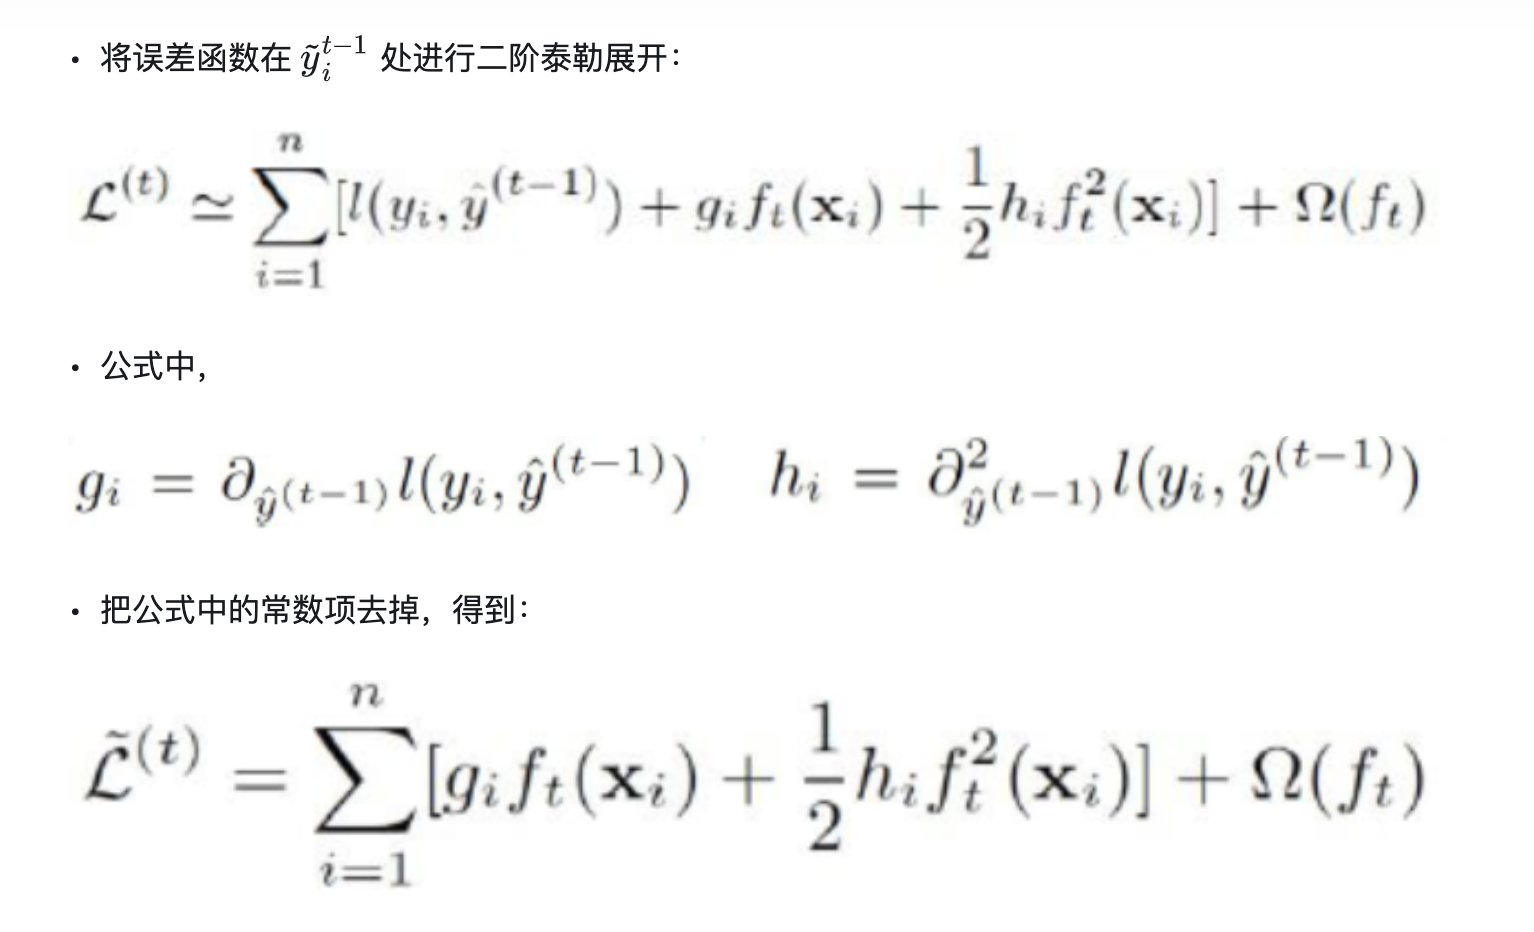 • 将误差函数在 $\tilde{y}_i^{t-1}$ 处进行二阶泰勒展开：
$\mathcal{L}^{(t)} \simeq \sum_{i=1}^{n} [l(y_i, \hat{y}^{(t-1)}) + g_i f_t(\mathbf{x}_i) + \frac{1}{2} h_i f_t^2(\mathbf{x}_i)] + \Omega(f_t)$
• 公式中，
$g_i = \partial_{\hat{y}^{(t-1)}} l(y_i, \hat{y}^{(t-1)})$ $h_i = \partial^2_{\hat{y}^{(t-1)}} l(y_i, \hat{y}^{(t-1)})$
• 把公式中的常数项去掉，得到：
$\tilde{\mathcal{L}}^{(t)} = \sum_{i=1}^{n} [g_i f_t(\mathbf{x}_i) + \frac{1}{2} h_i f_t^2(\mathbf{x}_i)] + \Omega(f_t)$